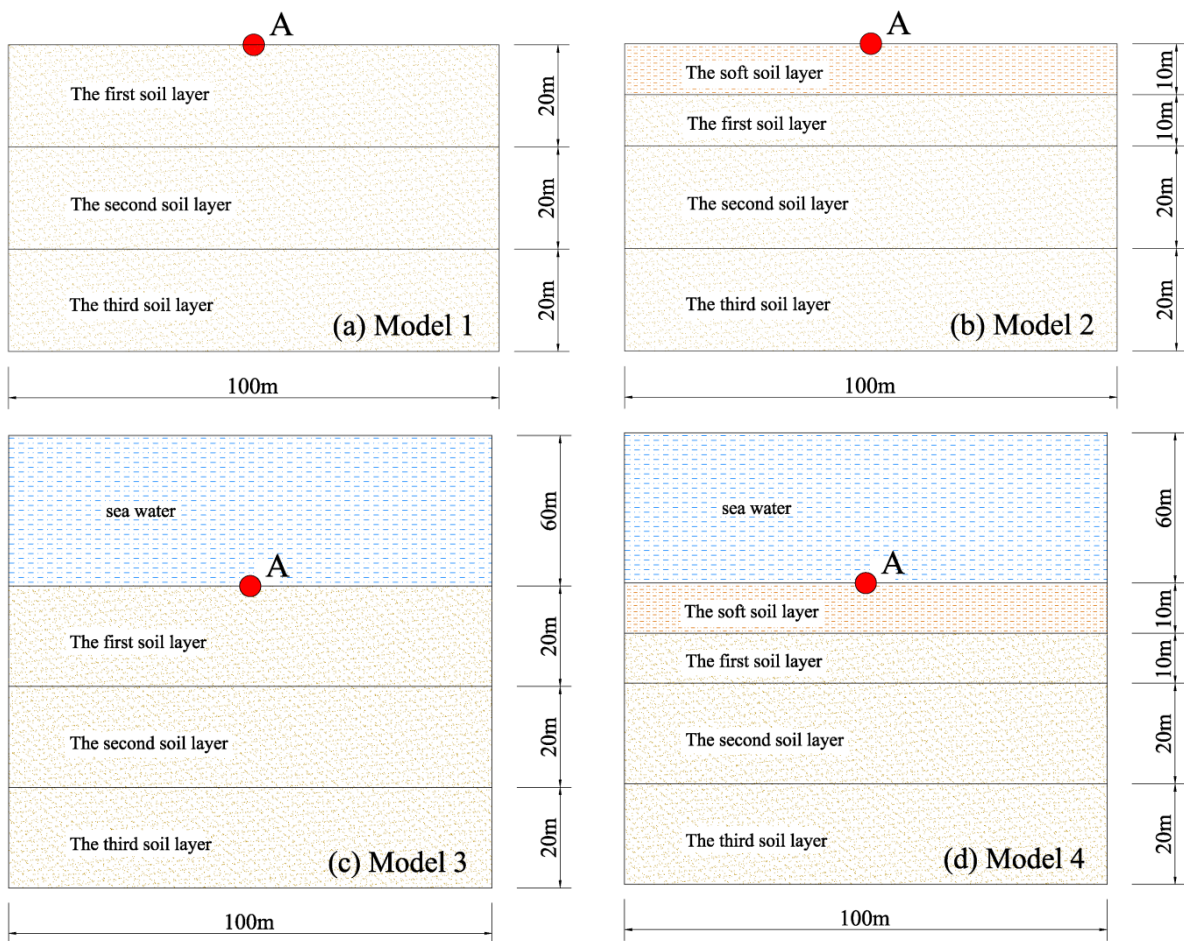 A
The first soil layer
The second soil layer
The third soil layer
(a) Model 1
20m
20m
20m
100m
A
The soft soil layer
The first soil layer
The second soil layer
The third soil layer
(b) Model 2
10m
10m
20m
20m
100m
sea water
A
The first soil layer
The second soil layer
The third soil layer
(c) Model 3
60m
20m
20m
20m
100m
sea water
A
The soft soil layer
The first soil layer
The second soil layer
The third soil layer
(d) Model 4
60m
10m
10m
20m
20m
100m